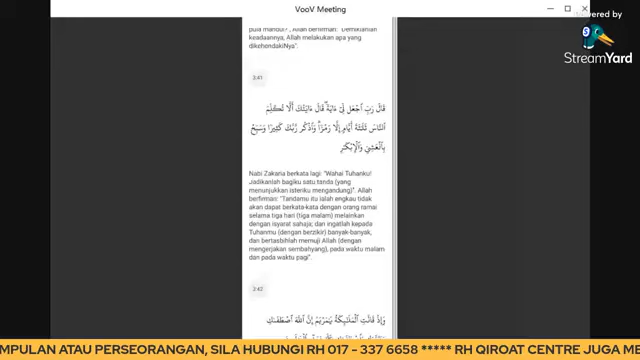 VooV Meeting
Powered by
StreamYard
pula mandul?", Allah berfirman: "Demikianlah
keadaannya, Allah melakukan apa yang
dikehendakiNya".
3:41
قَالَ رَبِّ ٱجْعَل لِّىٓ ءَايَةً ۖ قَالَ ءَايَتُكَ أَلَّا تُكَلِّمَ
ٱلنَّاسَ ثَلَـٰثَةَ أَيَّامٍ إِلَّا رَمْزًا ۗ وَٱذْكُر رَّبَّكَ كَثِيرًا وَسَبِّحْ
بِٱلْعَشِىِّ وَٱلْإِبْكَـٰرِ
Nabi Zakaria berkata lagi: "Wahai Tuhanku!
Jadikanlah bagiku satu tanda (yang
menunjukkan isteriku mengandung)". Allah
berfirman: "Tandamu itu ialah engkau tidak
akan dapat berkata-kata dengan orang ramai
selama tiga hari (tiga malam) melainkan
dengan isyarat sahaja; dan ingatlah kepada
Tuhanmu (dengan berzikir) banyak-banyak,
dan bertasbihlah memuji Allah (dengan
mengerjakan sembahyang), pada waktu malam
dan pada waktu pagi".
3:42
وَإِذْ قَالَتِ ٱلْمَلَـٰٓئِكَةُ يَـٰمَرْيَمُ إِنَّ ٱللَّهَ ٱصْطَفَىٰكِ
MPULAN ATAU PERSEORANGAN, SILA HUBUNGI RH 017 - 337 6658 ***** RH QIROAT CENTRE JUGA ME